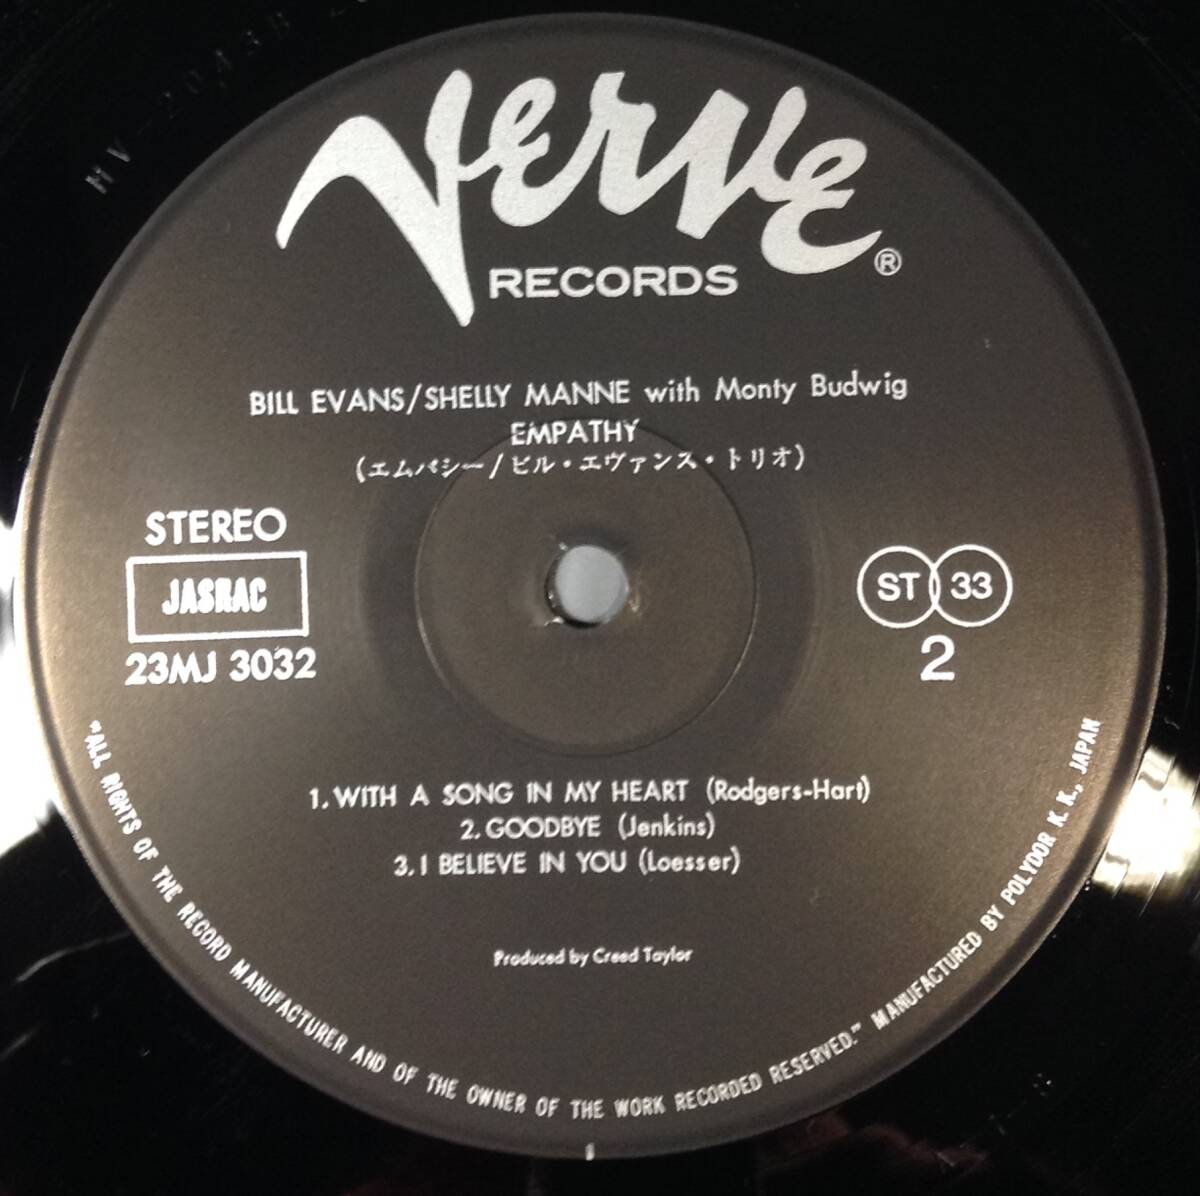 VERVE ®
RECORDS
BILL EVANS/SHELLY MANNE with Monty Budwig
EMPATHY
(エムパシー/ビル・エヴァンス・トリオ)
STEREO
JASRAC
23MJ 3032
ST 33
2
1. WITH A SONG IN MY HEART (Rodgers-Hart)
2. GOODBYE (Jenkins)
3. I BELIEVE IN YOU (Loesser)
Produced by Creed Taylor
"ALL RIGHTS OF THE RECORD MANUFACTURER AND OF THE OWNER OF THE WORK RECORDED RESERVED." MANUFACTURED BY POLYDOR K. K., JAPAN